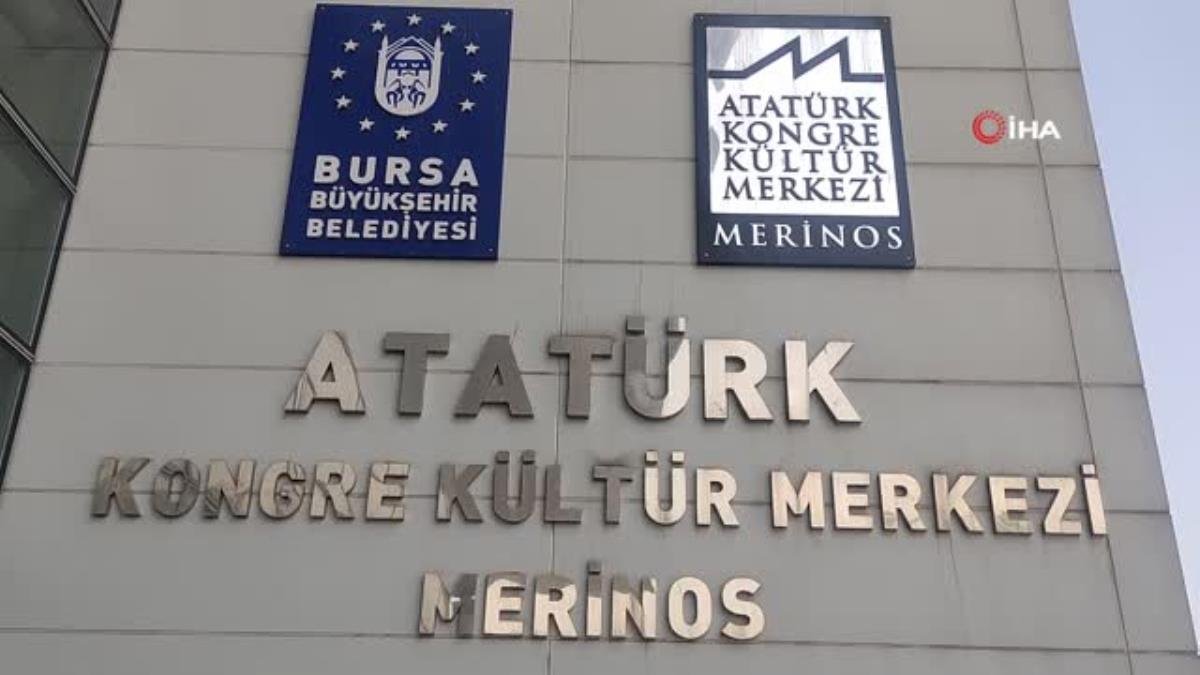 BURSA
BÜYÜKŞEHİR
BELEDİYESİ
ATATÜRK
KONGRE
KÜLTÜR
MERKEZİ
MERİNOS
İHA
ATATÜRK
KONGRE KÜLTÜR MERKEZİ
MERİNOS